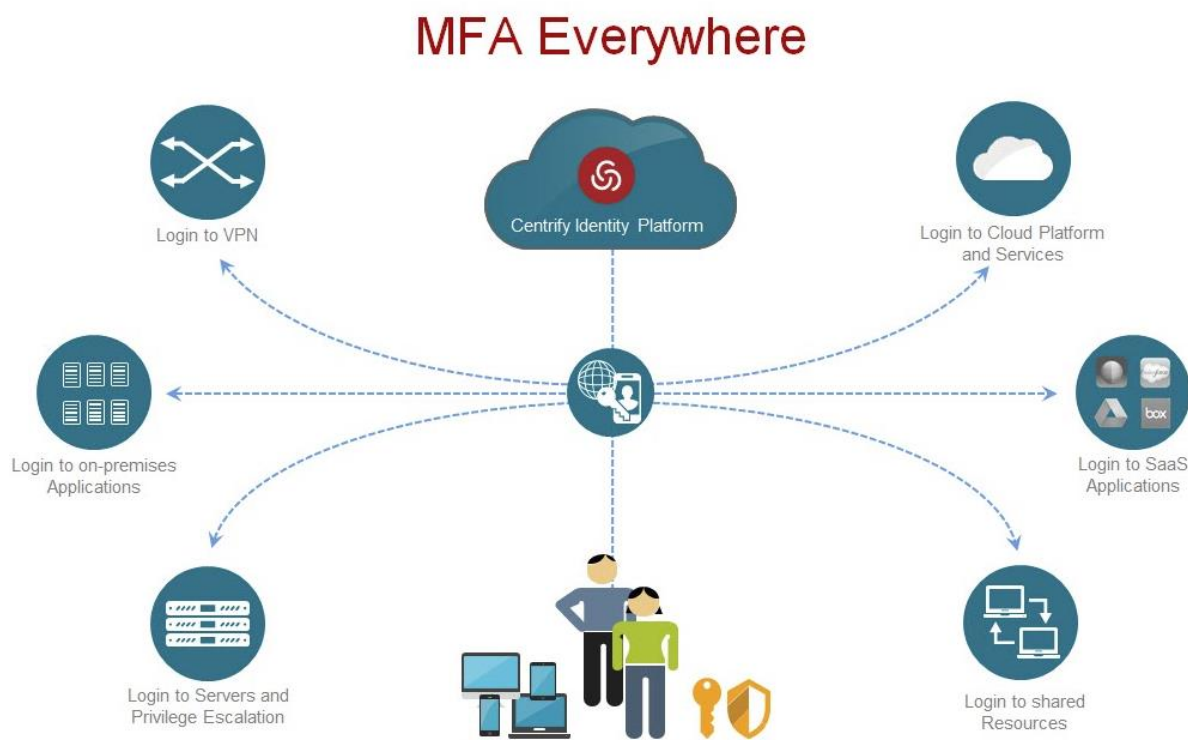 MFA Everywhere
Login to VPN
Centrify Identity Platform
Login to Cloud Platform
and Services
Login to on-premises
Applications
box
Login to SaaS
Applications
Login to Servers and
Privilege Escalation
Login to shared
Resources